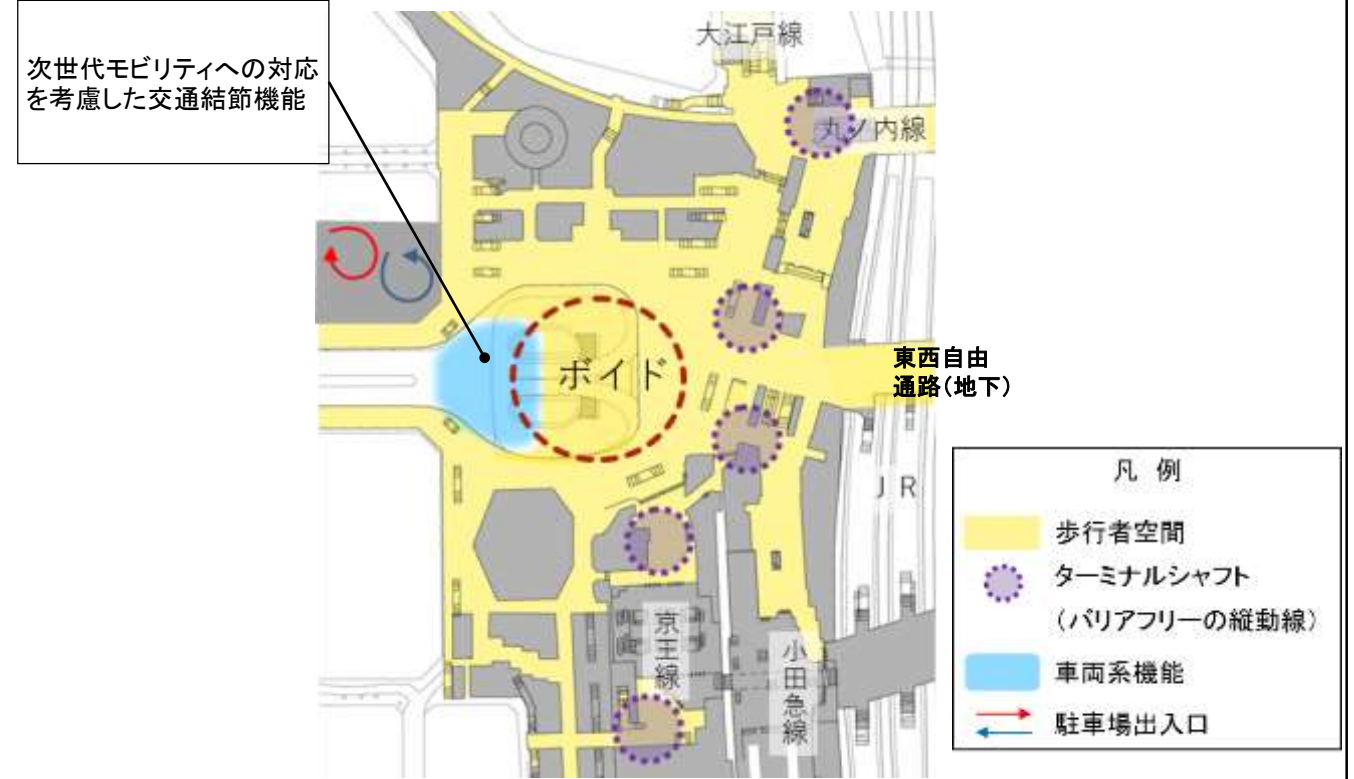 大江戸線
次世代モビリティへの対応
を考慮した交通結節機能
丸ノ内線
ボイド
東西自由
通路(地下)
JR
京王線
小田急線
凡例
歩行者空間
ターミナルシャフト
(バリアフリーの縦動線)
車両系機能
駐車場出入口